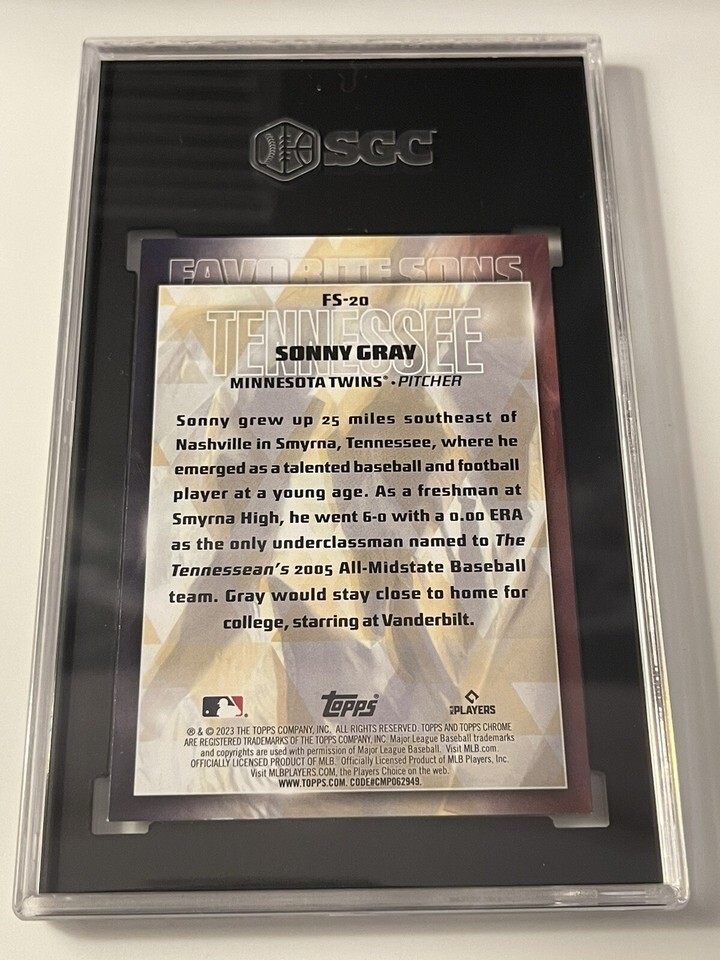 SGC
FAVORITE SONS
FS-20
TENNESSEE
SONNY GRAY
MINNESOTA TWINS® • PITCHER
Sonny grew up 25 miles southeast of
Nashville in Smyrna, Tennessee, where he
emerged as a talented baseball and football
player at a young age. As a freshman at
Smyrna High, he went 6-0 with a 0.00 ERA
as the only underclassman named to The
Tennessean's 2005 All-Midstate Baseball
team. Gray would stay close to home for
college, starring at Vanderbilt.
Topps® PLAYERS
® & © 2023 THE TOPPS COMPANY, INC. ALL RIGHTS RESERVED. TOPPS AND TOPPS CHROME
ARE REGISTERED TRADEMARKS OF THE TOPPS COMPANY, INC. Major League Baseball trademarks
and copyrights are used with permission of Major League Baseball. Visit MLB.com.
OFFICIALLY LICENSED PRODUCT OF MLB. Officially Licensed Product of MLB Players, Inc.
Visit MLBPLAYERS.COM, the Players Choice on the web.
WWW.TOPPS.COM. CODE#CMP062949.